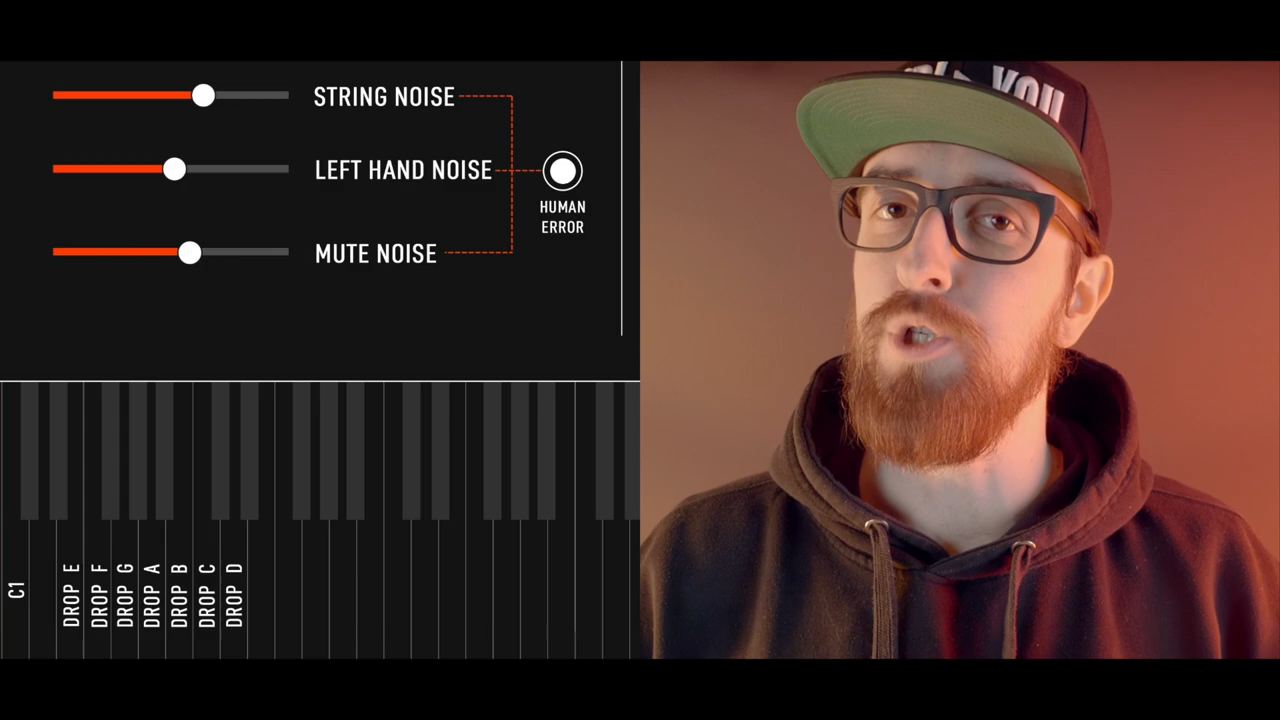 STRING NOISE
LEFT HAND NOISE
HUMAN
ERROR
MUTE NOISE
C1
DROP E
DROP F
DROP G
DROP A
DROP B
DROP C
DROP D
YOU